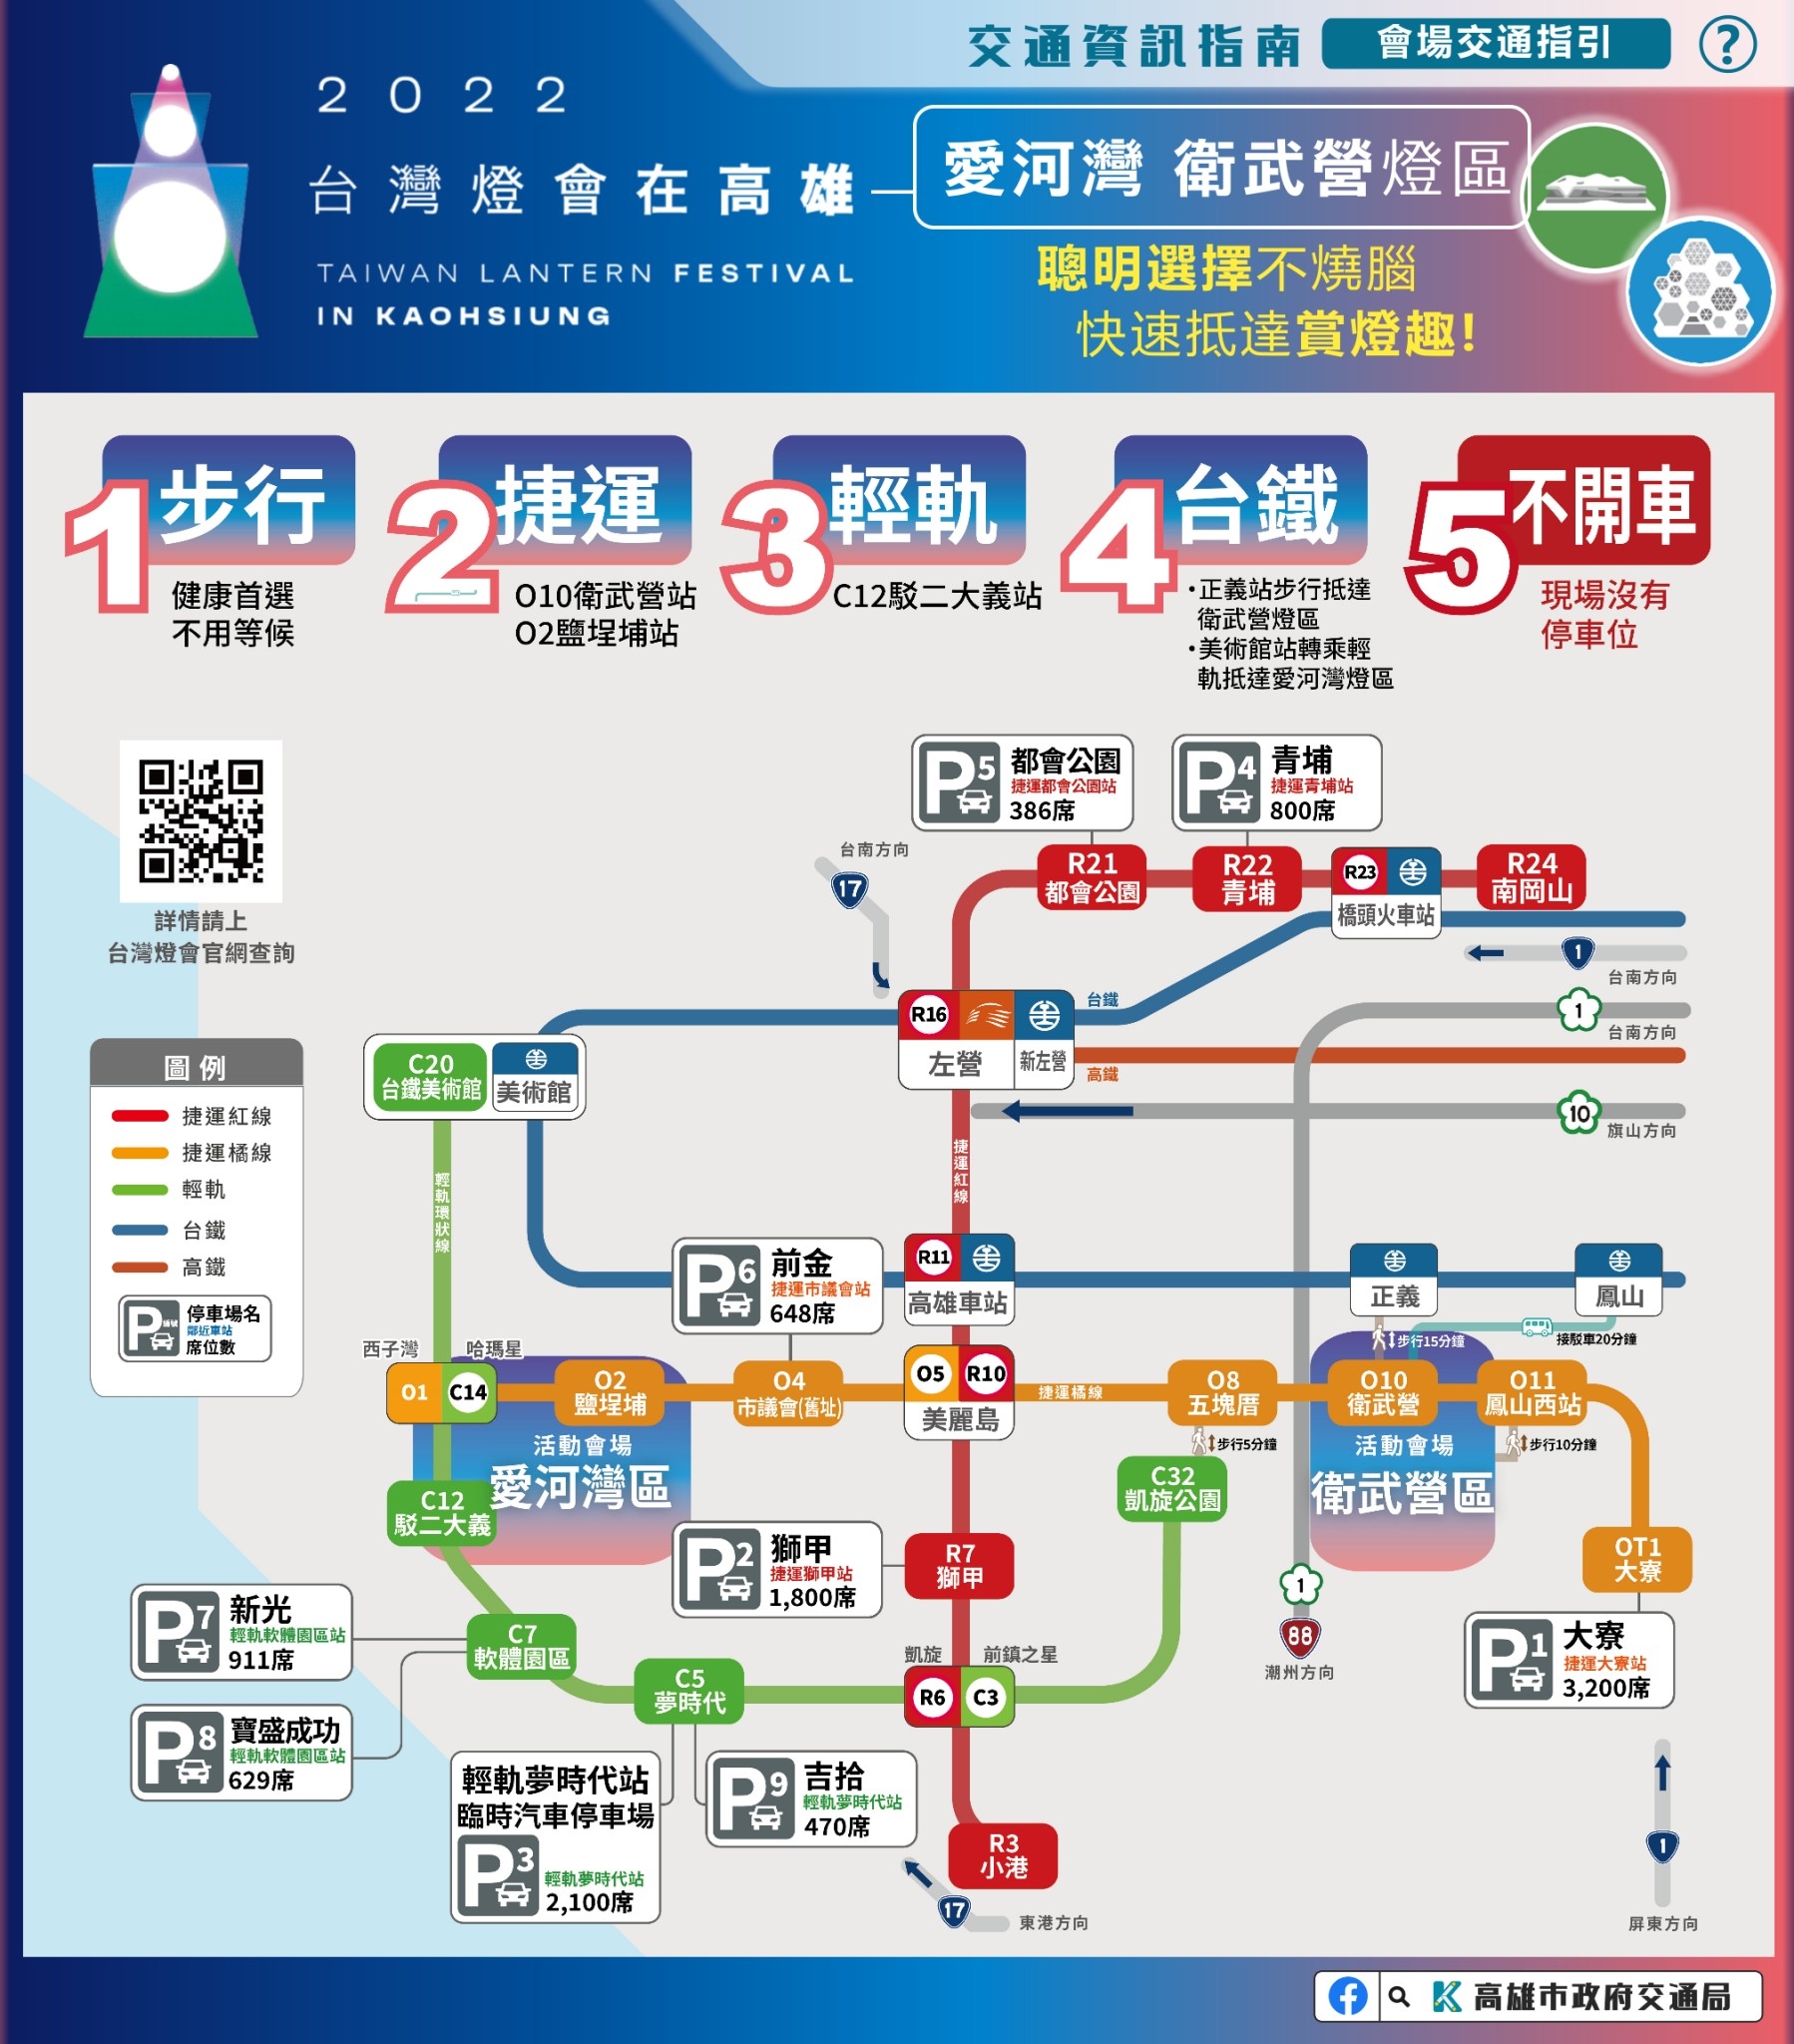 交通資訊指南
會場交通指引
?
2022
台灣燈會在高雄
TAIWAN LANTERN FESTIVAL
IN KAOHSIUNG
愛河灣 衛武營燈區
聰明選擇不燒腦
快速抵達賞燈趣!
1 步行
健康首選
不用等候
2 捷運
O10衛武營站
O2鹽埕埔站
3 輕軌
C12駁二大義站
4 台鐵
·正義站步行抵達
衛武營燈區
·美術館站轉乘輕
軌抵達愛河灣燈區
5 不開車
現場沒有
停車位
詳情請上
台灣燈會官網查詢
圖例
捷運紅線
捷運橘線
輕軌
台鐵
高鐵
P
停車場名
鄰近車站
席位數
P5
都會公園
捷運都會公園站
386席
P4
青埔
捷運青埔站
800席
台南方向
17
R21
都會公園
R22
青埔
R23
橋頭火車站
R24
南岡山
1
台南方向
1
台南方向
R16
左營
新左營
台鐵
高鐵
10
旗山方向
C20
台鐵美術館
美術館
輕軌環狀線
捷運紅線
P6
前金
捷運市議會站
648席
R11
高雄車站
正義
鳳山
步行15分鐘
接駁車20分鐘
西子灣
哈瑪星
O1
C14
O2
鹽埕埔
O4
市議會(舊址)
O5
R10
美麗島
捷運橘線
O8
五塊厝
O10
衛武營
O11
鳳山西站
步行5分鐘
步行10分鐘
活動會場
愛河灣區
活動會場
衛武營區
C12
駁二大義
C32
凱旋公園
P2
獅甲
捷運獅甲站
1,800席
R7
獅甲
OT1
大寮
1
88
潮州方向
P1
大寮
捷運大寮站
3,200席
P7
新光
輕軌軟體園區站
911席
C7
軟體園區
C5
夢時代
凱旋
前鎮之星
R6
C3
P8
寶盛成功
輕軌軟體園區站
629席
輕軌夢時代站
臨時汽車停車場
P3
輕軌夢時代站
2,100席
P9
吉拾
輕軌夢時代站
470席
R3
小港
17
東港方向
1
屏東方向
高雄市政府交通局